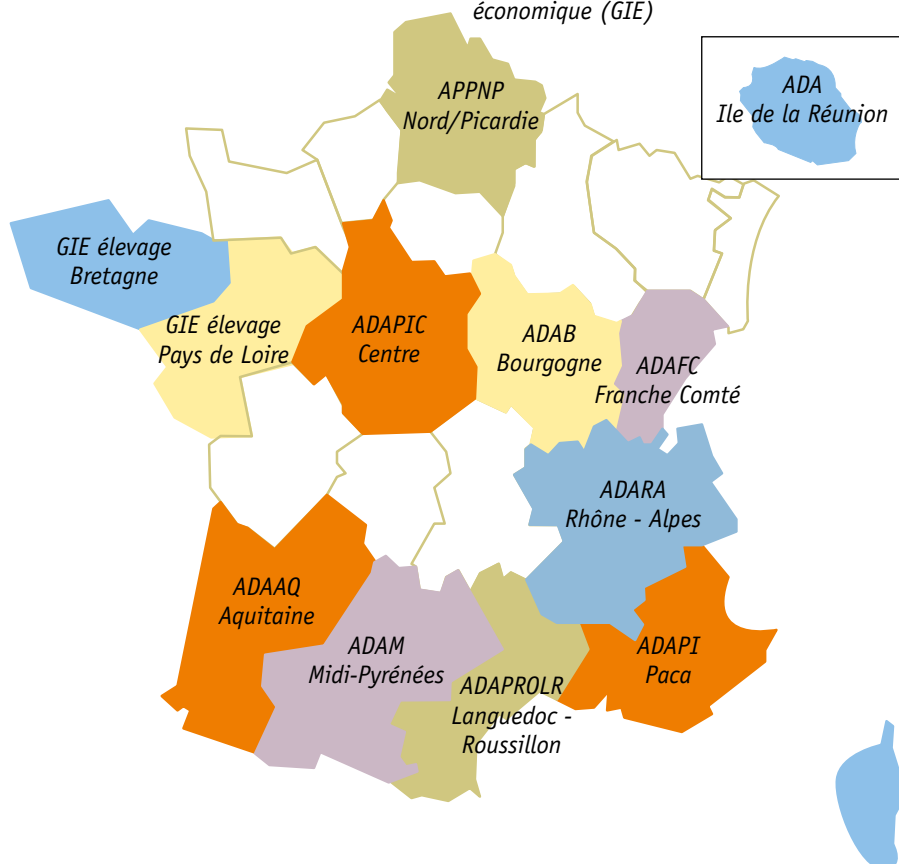 économique (GIE)
APPNP
Nord/Picardie
ADA
Ile de la Réunion
GIE élevage
Bretagne
GIE élevage
Pays de Loire
ADAPIC
Centre
ADAB
Bourgogne
ADAFC
Franche Comté
ADARA
Rhône - Alpes
ADAAQ
Aquitaine
ADAM
Midi-Pyrénées
ADAPI
Paca
ADAPROLR
Languedoc -
Roussillon